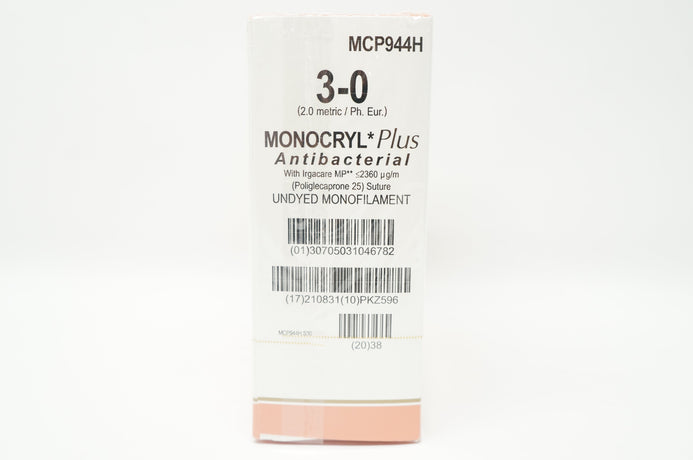 MCP944H
3-0
(2.0 metric / Ph. Eur.)
MONOCRYL* Plus
Antibacterial
With Irgacare MP** ≤2360 µg/m
(Poliglecaprone 25) Suture
UNDYED MONOFILAMENT
(01)30705031046782
(17)210831(10)PKZ596
(20)38